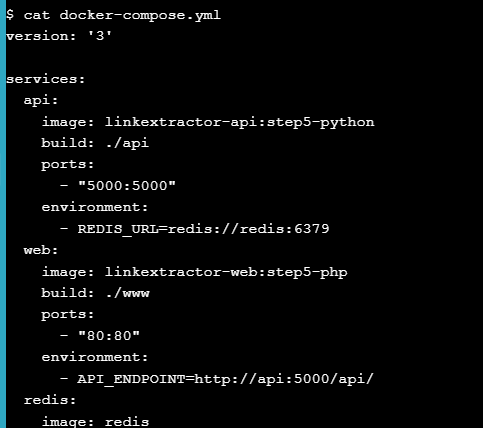 $ cat docker-compose.yml
version: '3'

services:
  api:
    image: linkextractor-api:step5-python
    build: ./api
    ports:
      - "5000:5000"
    environment:
      - REDIS_URL=redis://redis:6379
  web:
    image: linkextractor-web:step5-php
    build: ./www
    ports:
      - "80:80"
    environment:
      - API_ENDPOINT=http://api:5000/api/
  redis:
    image: redis